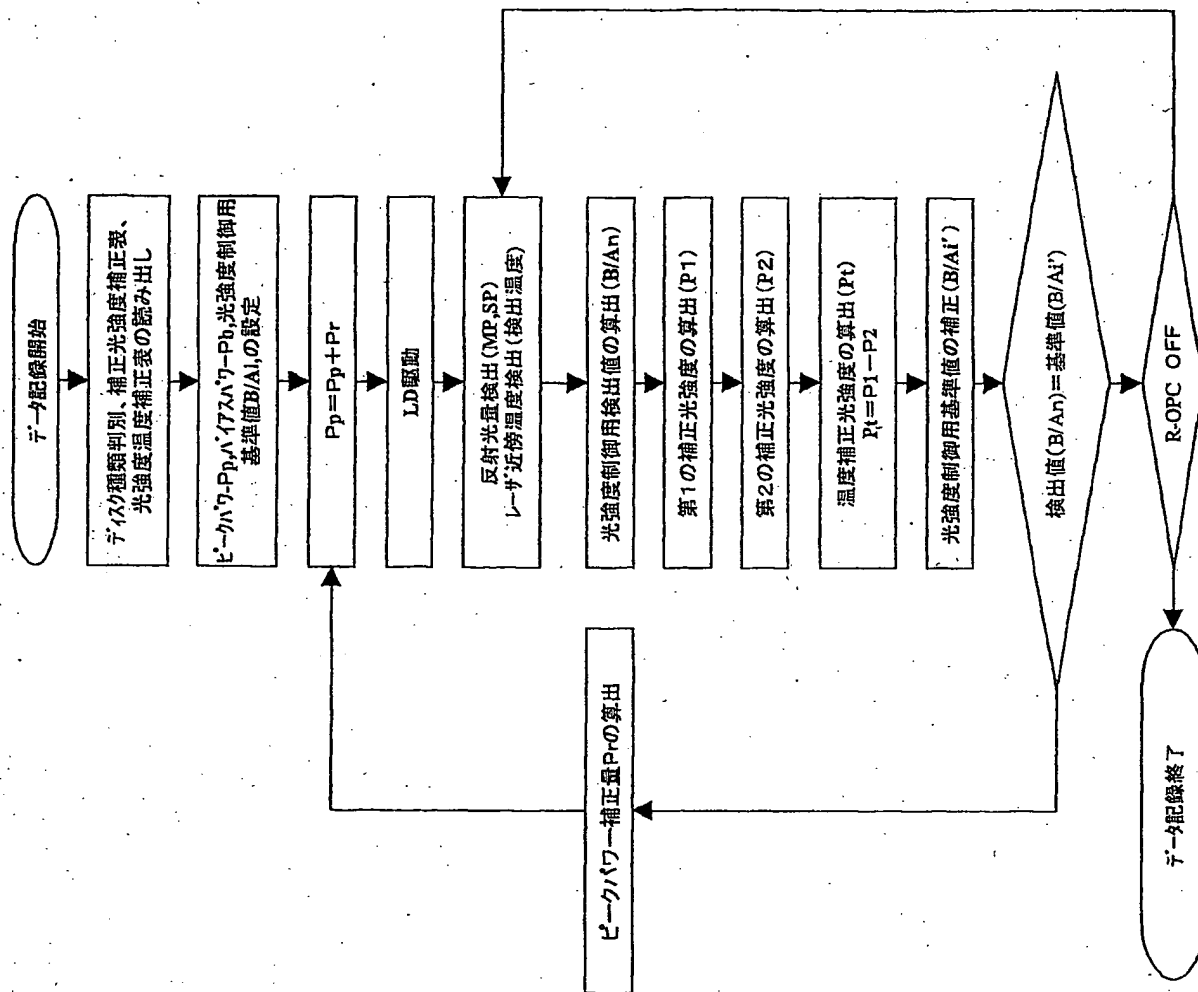 データ記録開始
ディスク種類判別、補正光強度補正表、
光強度温度補正表の読み出し
ピークパワーPp,バイアスパワーPb,光強度制御用
基準値B/Ai,の設定
Pp=Pp+Pr
LD駆動
反射光量検出(MP,SP)
レーザ近傍温度検出(検出温度)
光強度制御用検出値の算出(B/An)
第1の補正光強度の算出(P1)
第2の補正光強度の算出(P2)
温度補正光強度の算出(Pt)
Pt=P1-P2
光強度制御用基準値の補正(B/Ai')
検出値(B/An)=基準値(B/Ai')
R-OPC OFF
ピークパワー補正量Prの算出
データ記録終了